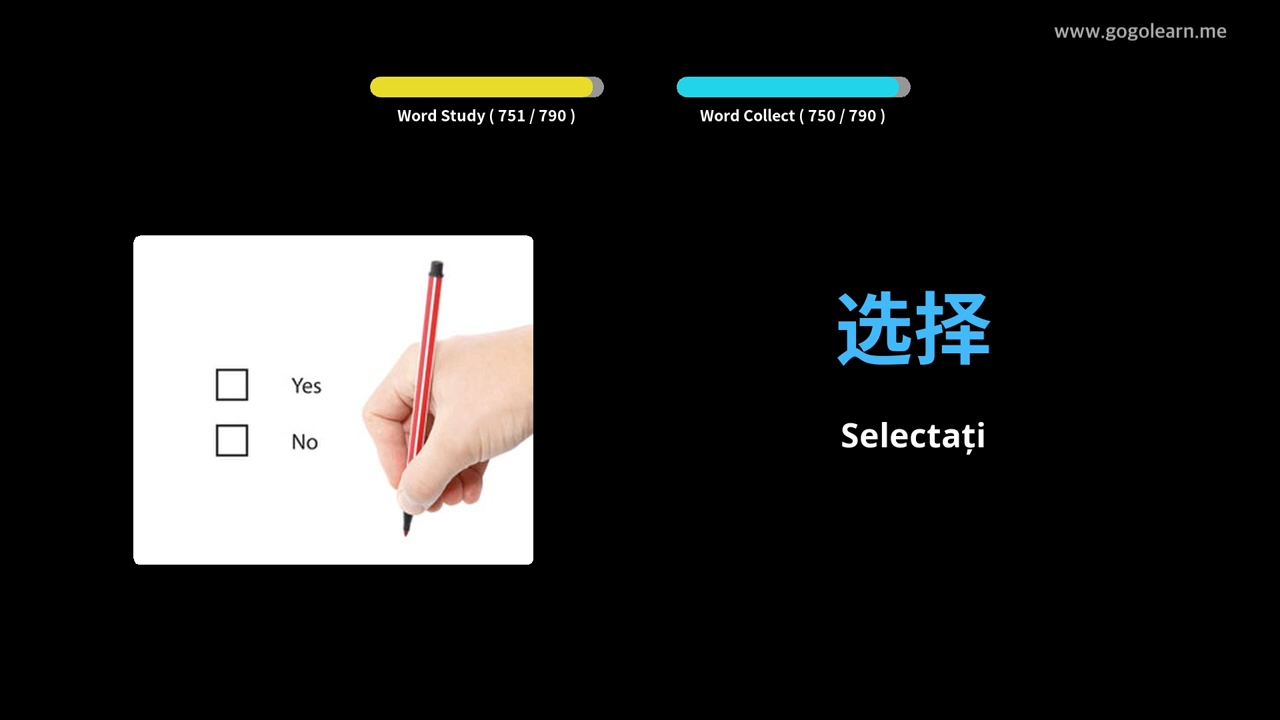 www.gogolearn.me
Word Study ( 751 / 790 )
Word Collect ( 750 / 790 )
Yes
No
选择
Selectați